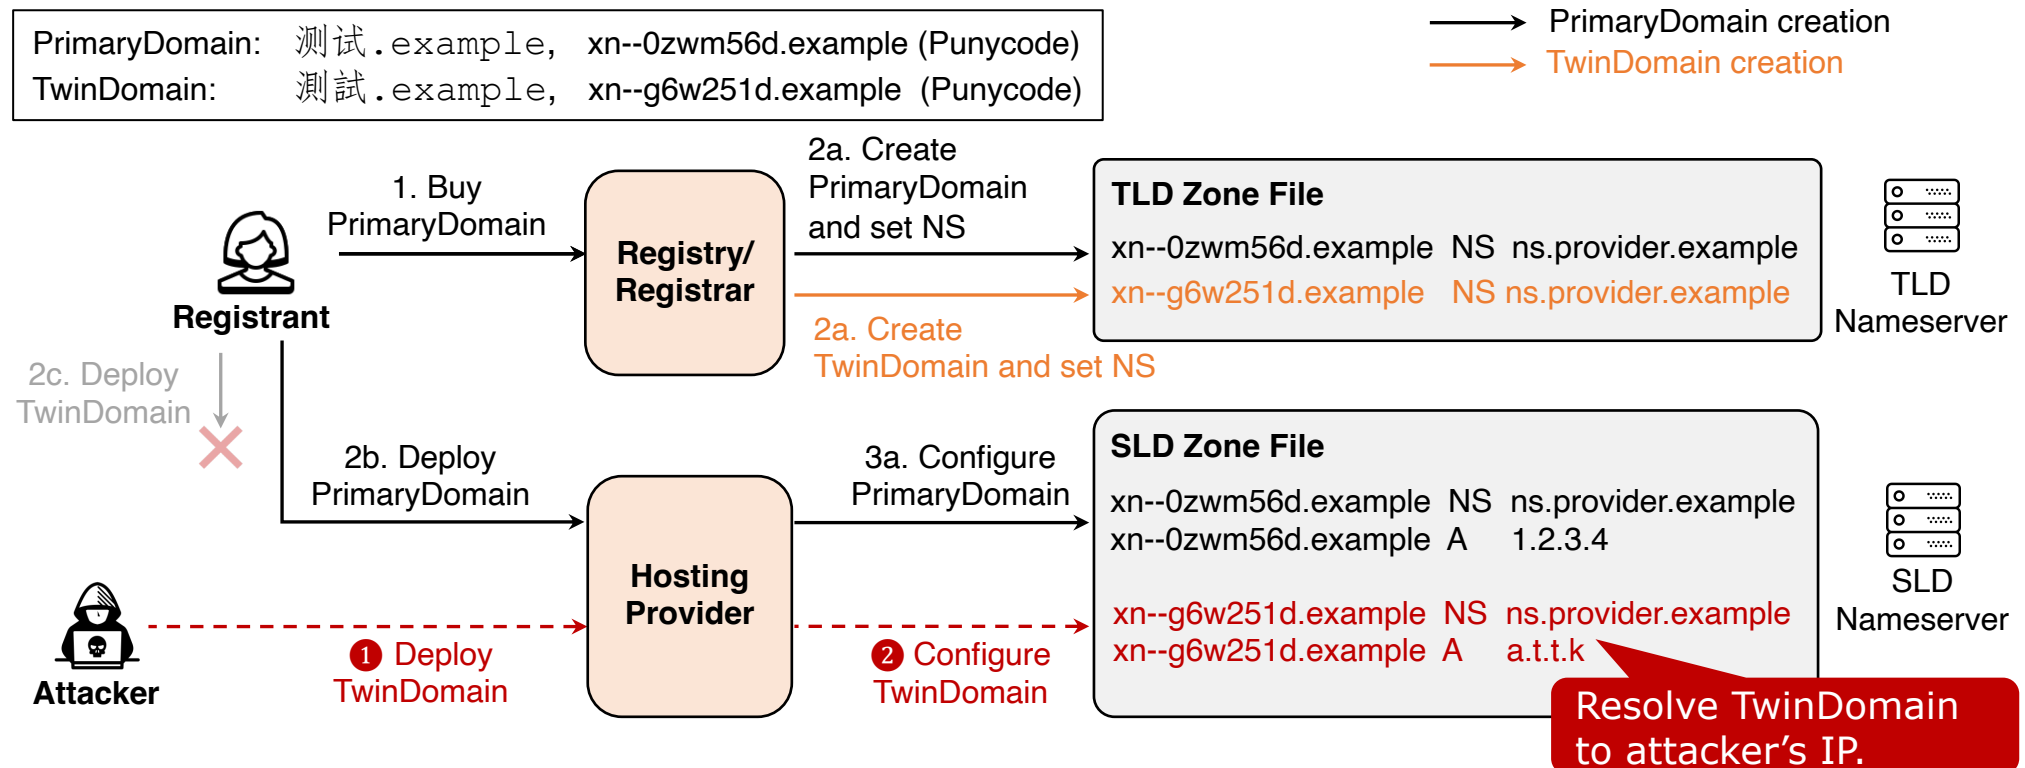 PrimaryDomain: 测试.example, xn--0zwm56d.example (Punycode)
TwinDomain: 測試.example, xn--g6w251d.example (Punycode)
PrimaryDomain creation
TwinDomain creation
1. Buy
PrimaryDomain
Registrant
Registry/
Registrar
2a. Create
PrimaryDomain
and set NS
2a. Create
TwinDomain and set NS
TLD Zone File
xn--0zwm56d.example NS ns.provider.example
xn--g6w251d.example NS ns.provider.example
TLD
Nameserver
2c. Deploy
TwinDomain
2b. Deploy
PrimaryDomain
Hosting
Provider
3a. Configure
PrimaryDomain
SLD Zone File
xn--0zwm56d.example NS ns.provider.example
xn--0zwm56d.example A 1.2.3.4
xn--g6w251d.example NS ns.provider.example
xn--g6w251d.example A a.t.t.k
SLD
Nameserver
Attacker
❶ Deploy
TwinDomain
❷ Configure
TwinDomain
Resolve TwinDomain
to attacker’s IP.